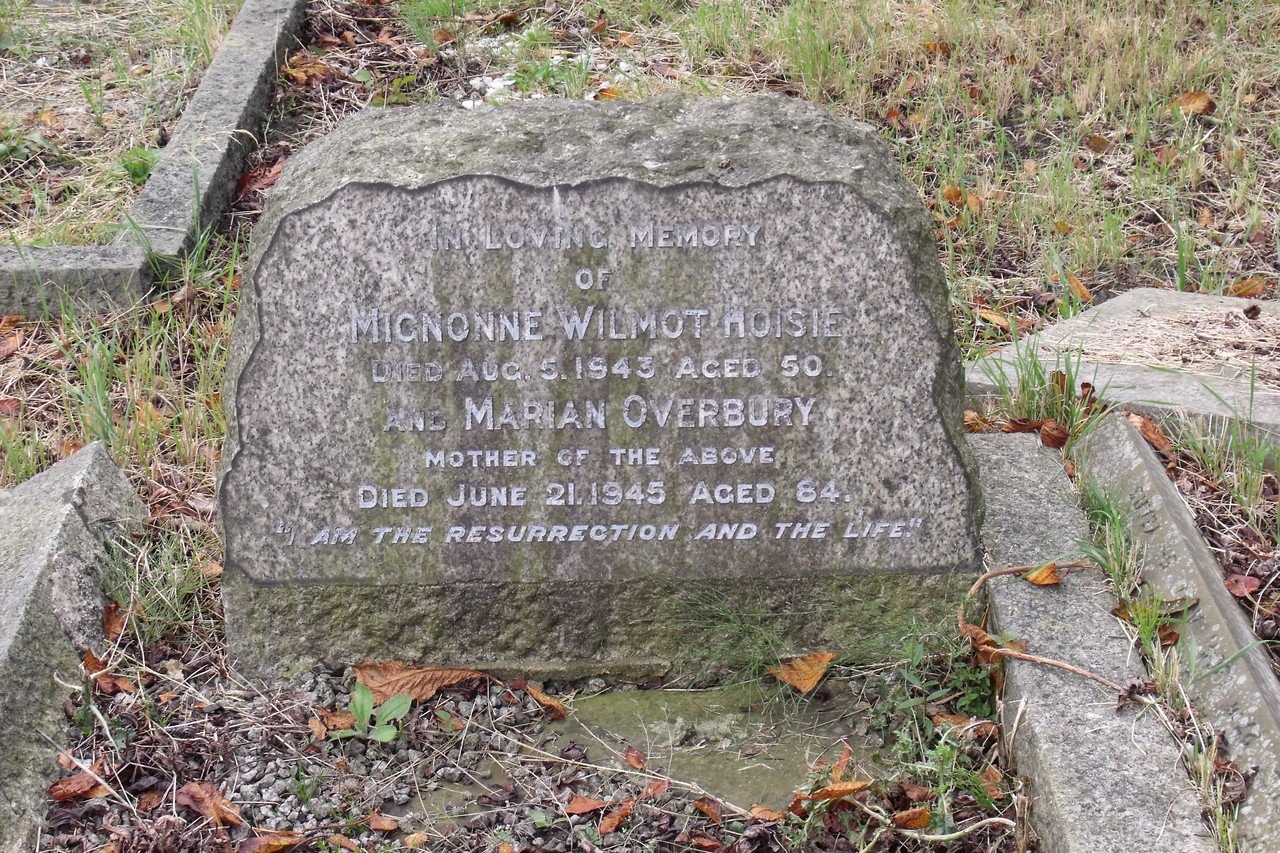 IN LOVING MEMORY
OF
MIGNONNE WILMOT HOISIE
DIED AUG. 5. 1943 AGED 50.
AND MARIAN OVERBURY
MOTHER OF THE ABOVE,
DIED JUNE 21. 1945 AGED 84.
"I AM THE RESURRECTION AND THE LIFE."